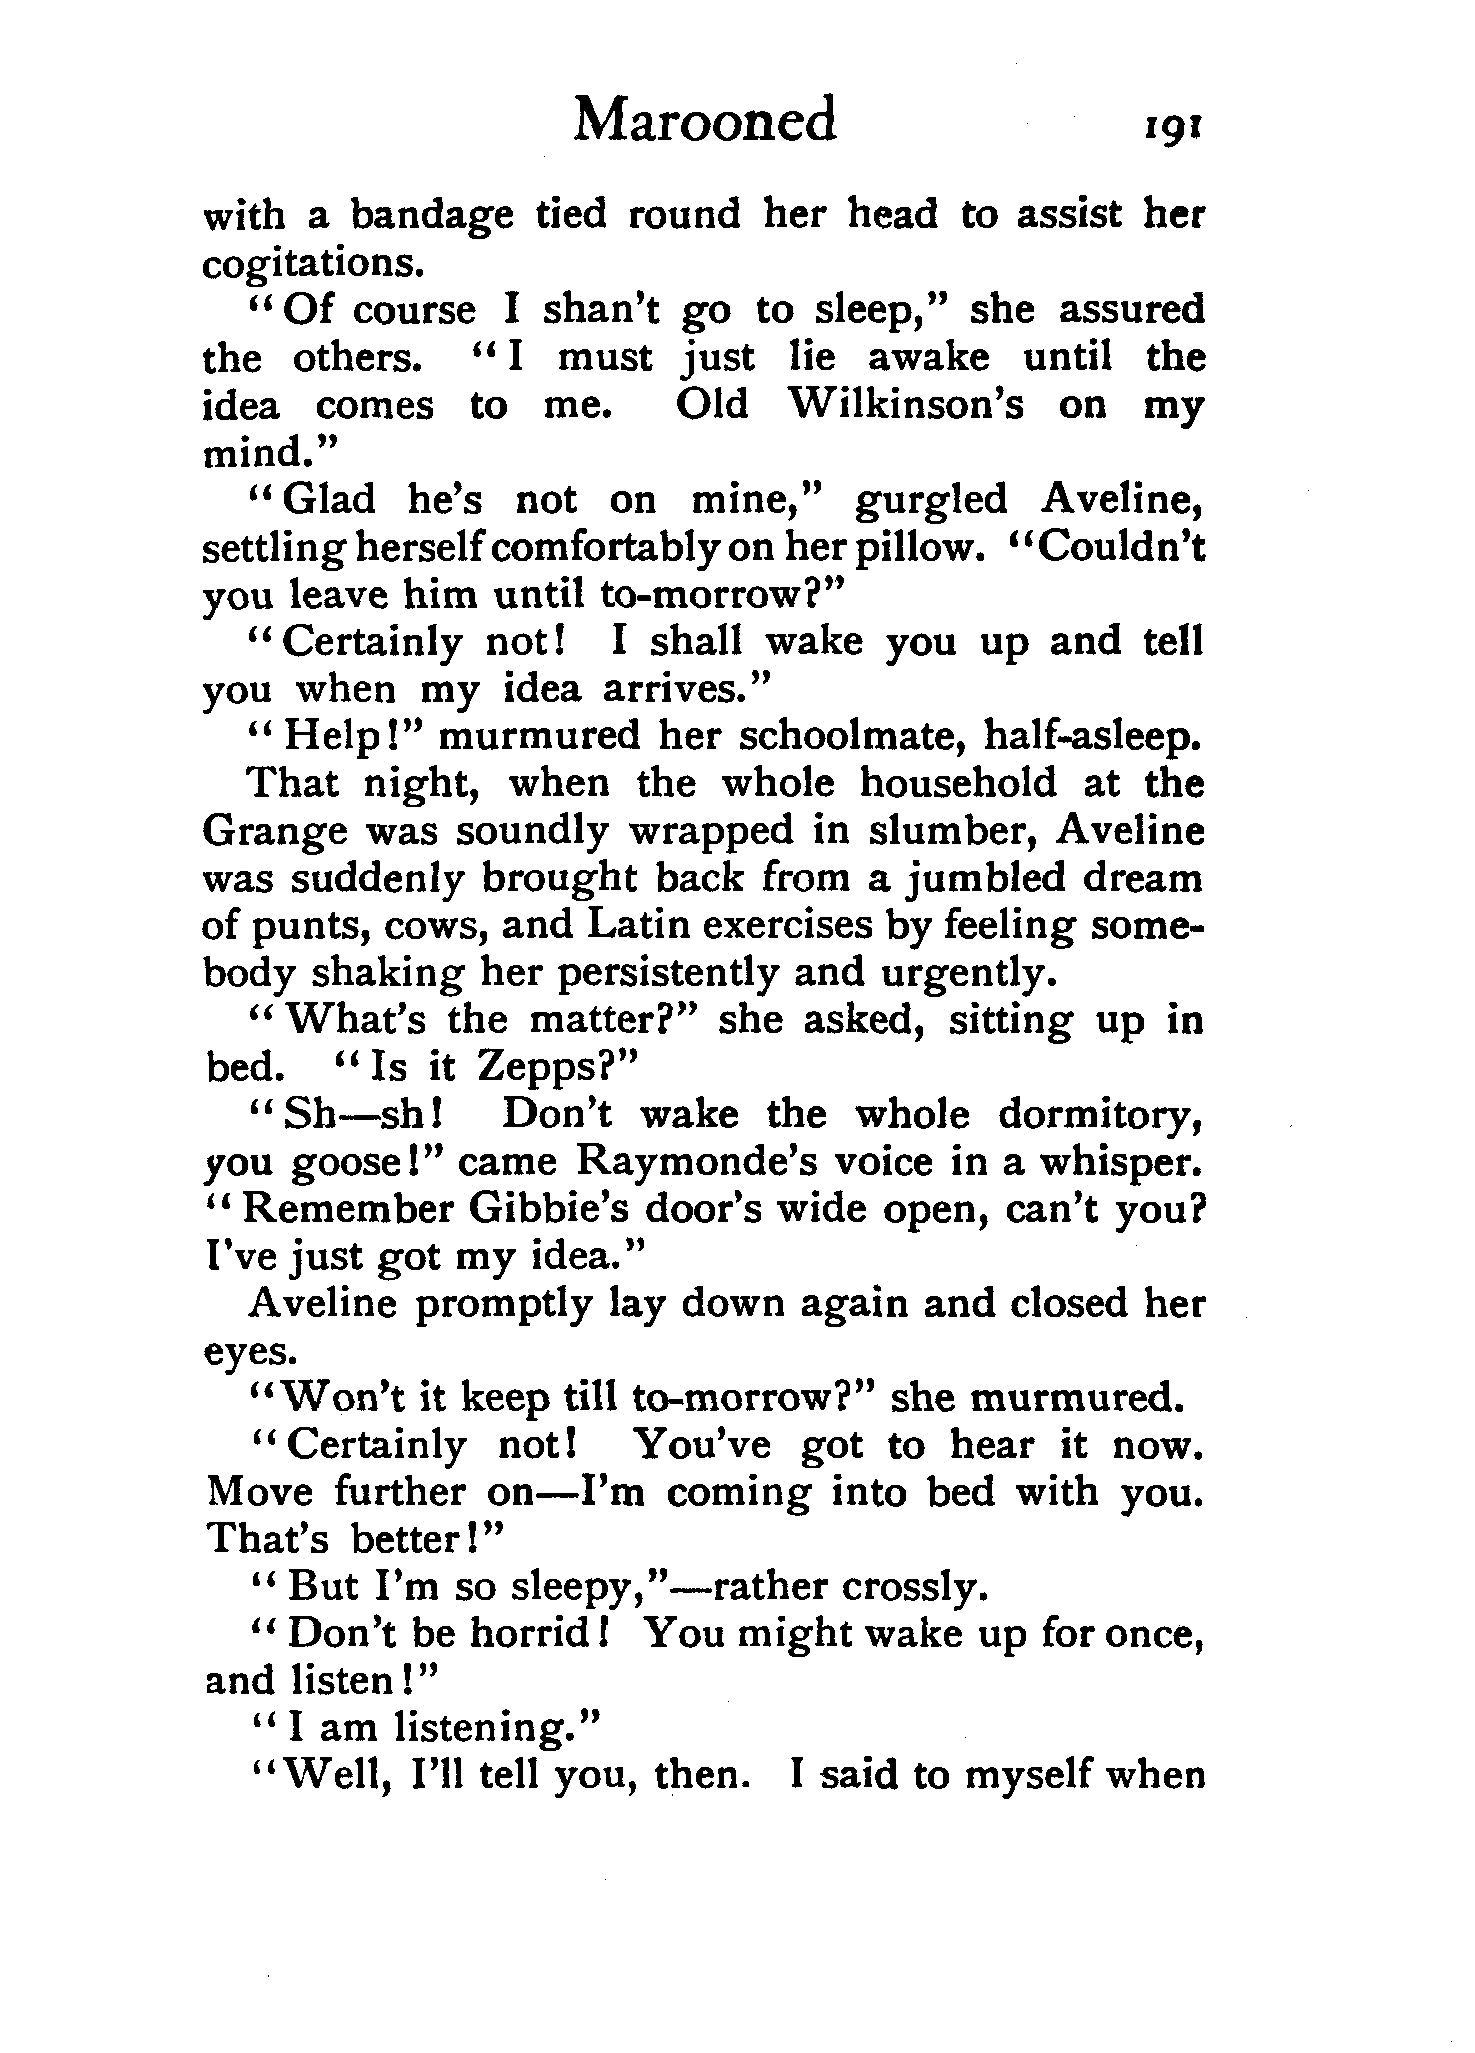 Marooned 191
with a bandage tied round her head to assist her
cogitations.
"Of course I shan't go to sleep," she assured
the others. "I must just lie awake until the
idea comes to me. Old Wilkinson's on my
mind."
"Glad he's not on mine," gurgled Aveline,
settling herself comfortably on her pillow. "Couldn't
you leave him until to-morrow?"
"Certainly not! I shall wake you up and tell
you when my idea arrives."
"Help!" murmured her schoolmate, half-asleep.
That night, when the whole household at the
Grange was soundly wrapped in slumber, Aveline
was suddenly brought back from a jumbled dream
of punts, cows, and Latin exercises by feeling some-
body shaking her persistently and urgently.
"What's the matter?" she asked, sitting up in
bed. "Is it Zepps?"
"Sh—sh! Don't wake the whole dormitory,
you goose!" came Raymonde's voice in a whisper.
"Remember Gibbie's door's wide open, can't you?
I've just got my idea."
Aveline promptly lay down again and closed her
eyes.
"Won't it keep till to-morrow?" she murmured.
"Certainly not! You've got to hear it now.
Move further on—I'm coming into bed with you.
That's better!"
"But I'm so sleepy,"—rather crossly.
"Don't be horrid! You might wake up for once,
and listen!"
"I am listening."
"Well, I'll tell you, then. I said to myself when